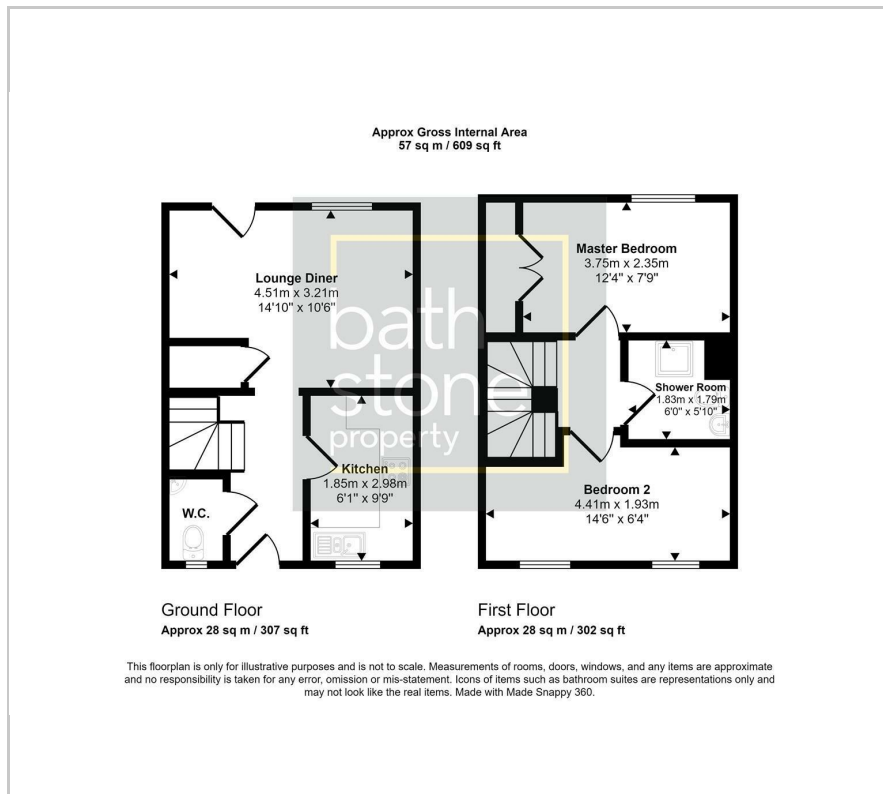 Approx Gross Internal Area
57 sq m / 609 sq ft
Lounge Diner
4.51m x 3.21m
14'10" x 10'6"
Master Bedroom
3.75m x 2.35m
12'4" x 7'9"
bath
stone
property
Shower Room
1.83m x 1.79m
6'0" x 5'10"
Kitchen
1.85m x 2.98m
6'1" x 9'9"
W.C.
Bedroom 2
4.41m x 1.93m
14'6" x 6'4"
Ground Floor
Approx 28 sq m / 307 sq ft
First Floor
Approx 28 sq m / 302 sq ft
This floorplan is only for illustrative purposes and is not to scale. Measurements of rooms, doors, windows, and any items are approximate
and no responsibility is taken for any error, omission or mis-statement. Icons of items such as bathroom suites are representations only and
may not look like the real items. Made with Made Snappy 360.